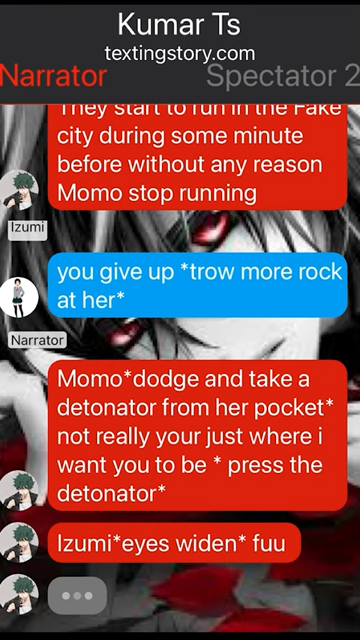 Kumar Ts
textingstory.com
Narrator Spectator 2
They start to run in the Fake
city during some minute
before without any reason
Momo stop running
Izumi
you give up *trow more rock
at her*
Narrator
Momo*dodge and take a
detonator from her pocket*
not really your just where i
want you to be * press the
detonator*
Izumi*eyes widen* fuu